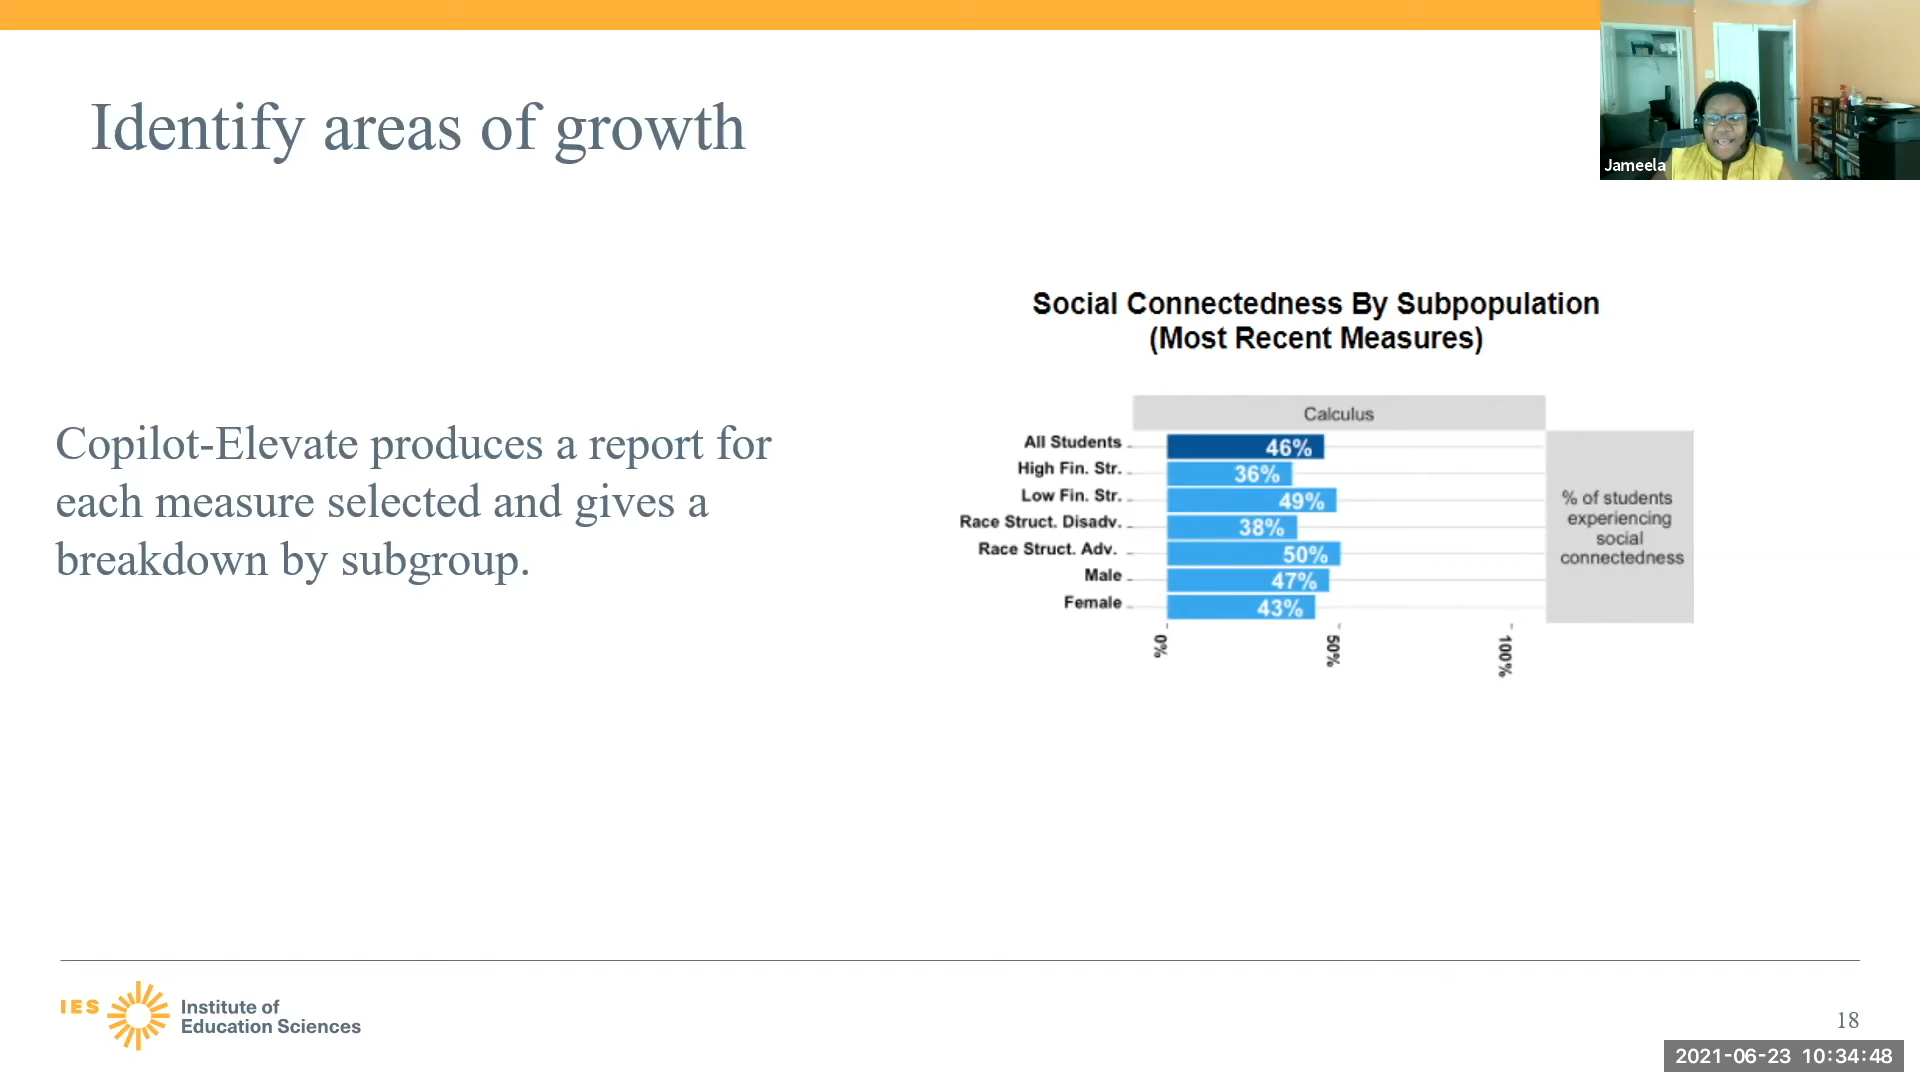 Identify areas of growth
Jameela
Copilot-Elevate produces a report for
each measure selected and gives a
breakdown by subgroup.
Social Connectedness By Subpopulation
(Most Recent Measures)
Calculus
All Students 46%
High Fin. Str. 36%
Low Fin. Str. 49%
Race Struct. Disadv. 38%
Race Struct. Adv. 50%
Male 47%
Female 43%
0% 50% 100%
% of students
experiencing
social
connectedness
IES
Institute of
Education Sciences
18
2021-06-23 10:34:48